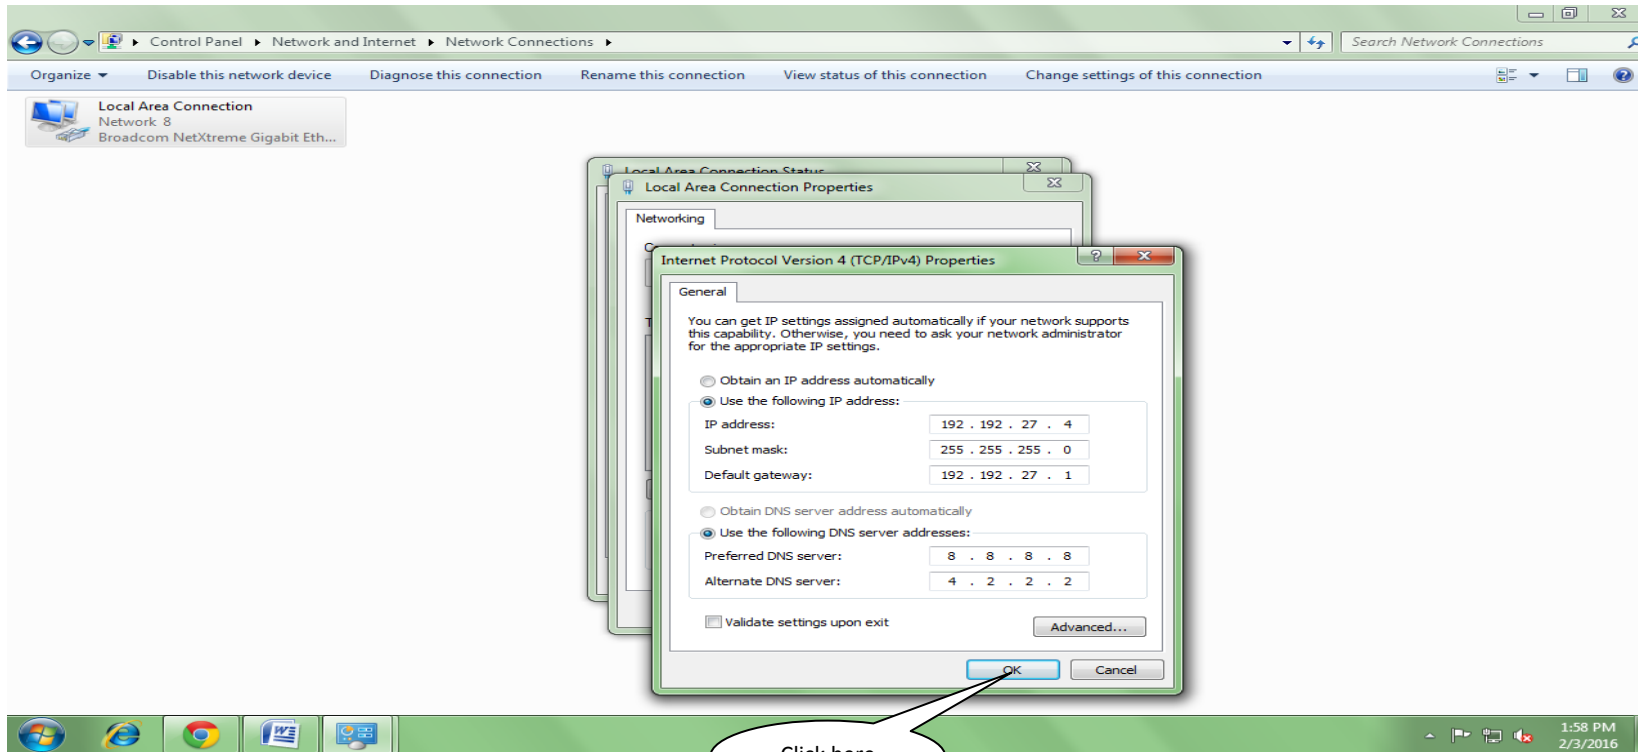 Control Panel Network and Internet Network Connections
Search Network Connections
Organize Disable this network device Diagnose this connection Rename this connection View status of this connection Change settings of this connection
Local Area Connection
Network 8
Broadcom NetXtreme Gigabit Eth...
Local Area Connection Status
Local Area Connection Properties
Networking
Internet Protocol Version 4 (TCP/IPv4) Properties
General
You can get IP settings assigned automatically if your network supports
this capability. Otherwise, you need to ask your network administrator
for the appropriate IP settings.
Obtain an IP address automatically
Use the following IP address:
IP address: 192 . 192 . 27 . 4
Subnet mask: 255 . 255 . 255 . 0
Default gateway: 192 . 192 . 27 . 1
Obtain DNS server address automatically
Use the following DNS server addresses:
Preferred DNS server: 8 . 8 . 8 . 8
Alternate DNS server: 4 . 2 . 2 . 2
Validate settings upon exit
Advanced...
OK Cancel
Click here
1:58 PM
2/3/2016